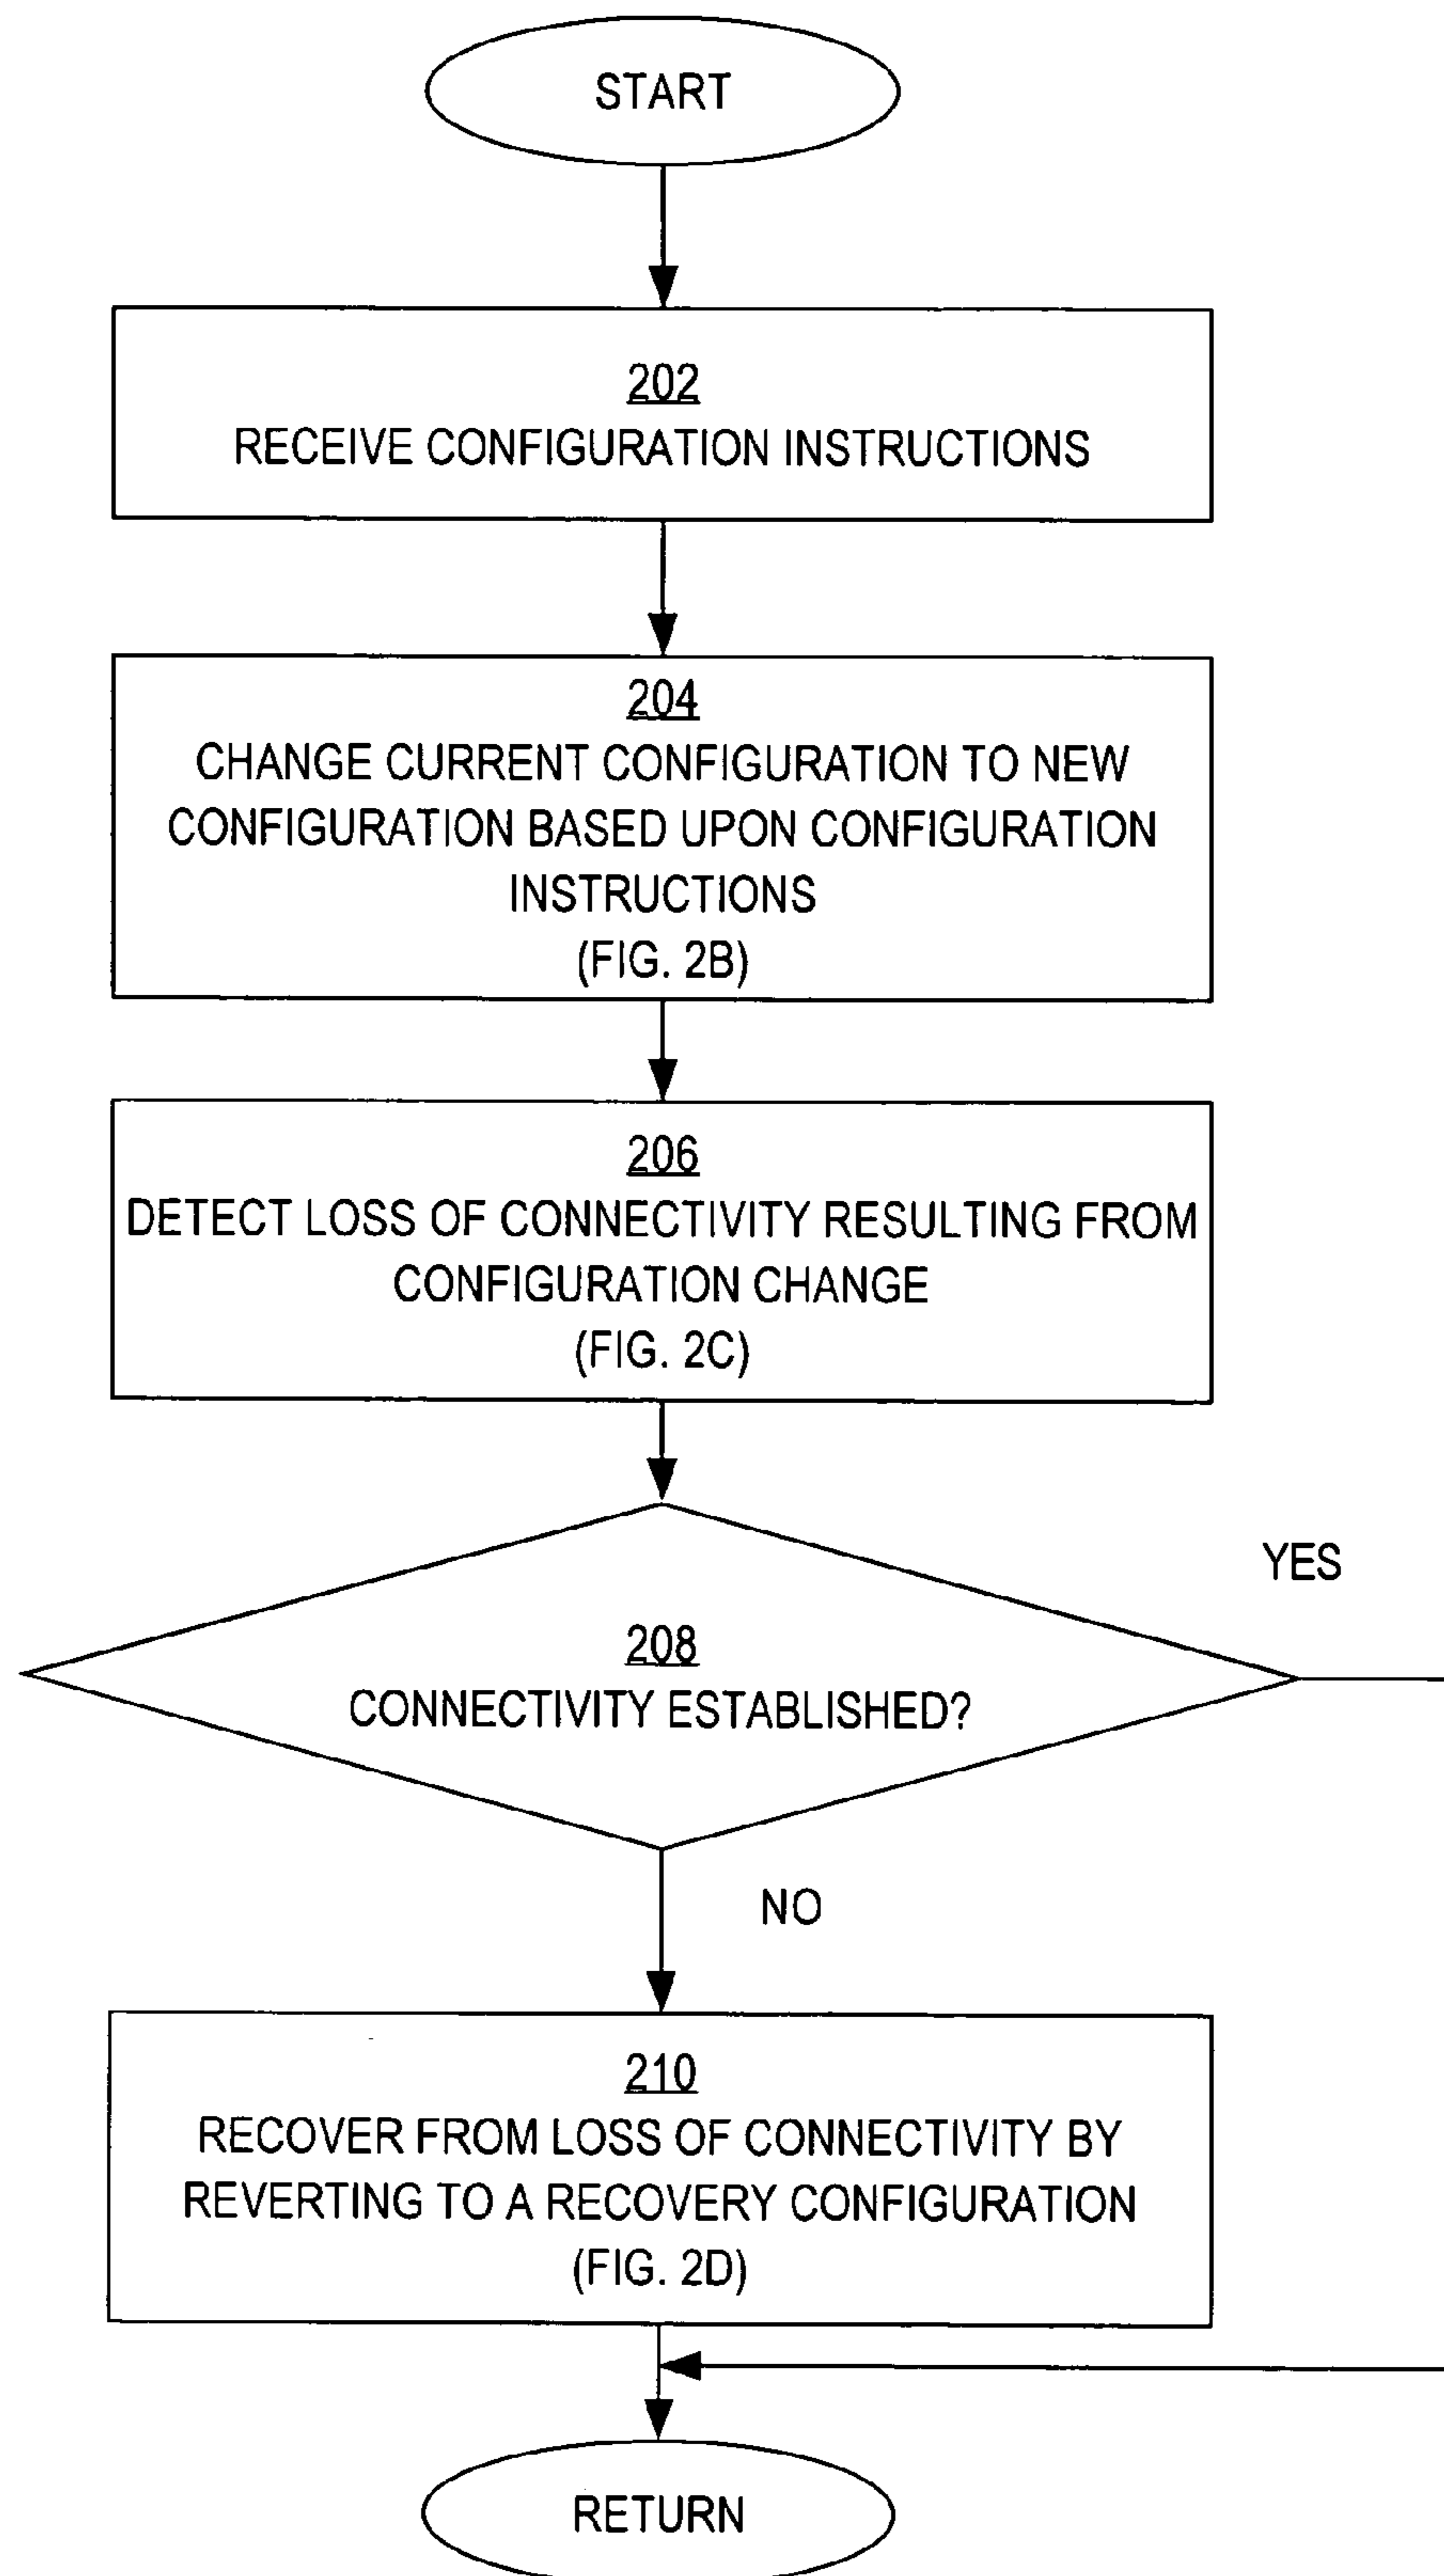 START
202
RECEIVE CONFIGURATION INSTRUCTIONS
204
CHANGE CURRENT CONFIGURATION TO NEW
CONFIGURATION BASED UPON CONFIGURATION
INSTRUCTIONS
(FIG. 2B)
206
DETECT LOSS OF CONNECTIVITY RESULTING FROM
CONFIGURATION CHANGE
(FIG. 2C)
YES
208
CONNECTIVITY ESTABLISHED?
NO
210
RECOVER FROM LOSS OF CONNECTIVITY BY
REVERTING TO A RECOVERY CONFIGURATION
(FIG. 2D)
RETURN